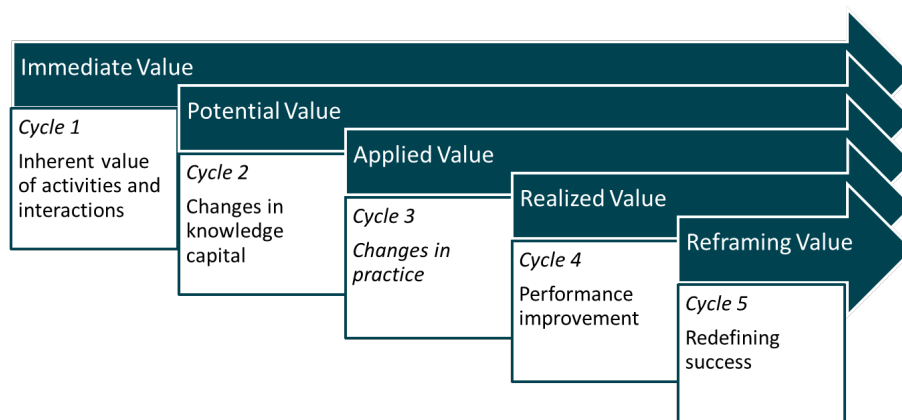 Immediate Value
Cycle 1
Inherent value
of activities and
interactions
Potential Value
Cycle 2
Changes in
knowledge
capital
Applied Value
Cycle 3
Changes in
practice
Realized Value
Cycle 4
Performance
improvement
Reframing Value
Cycle 5
Redefining
success